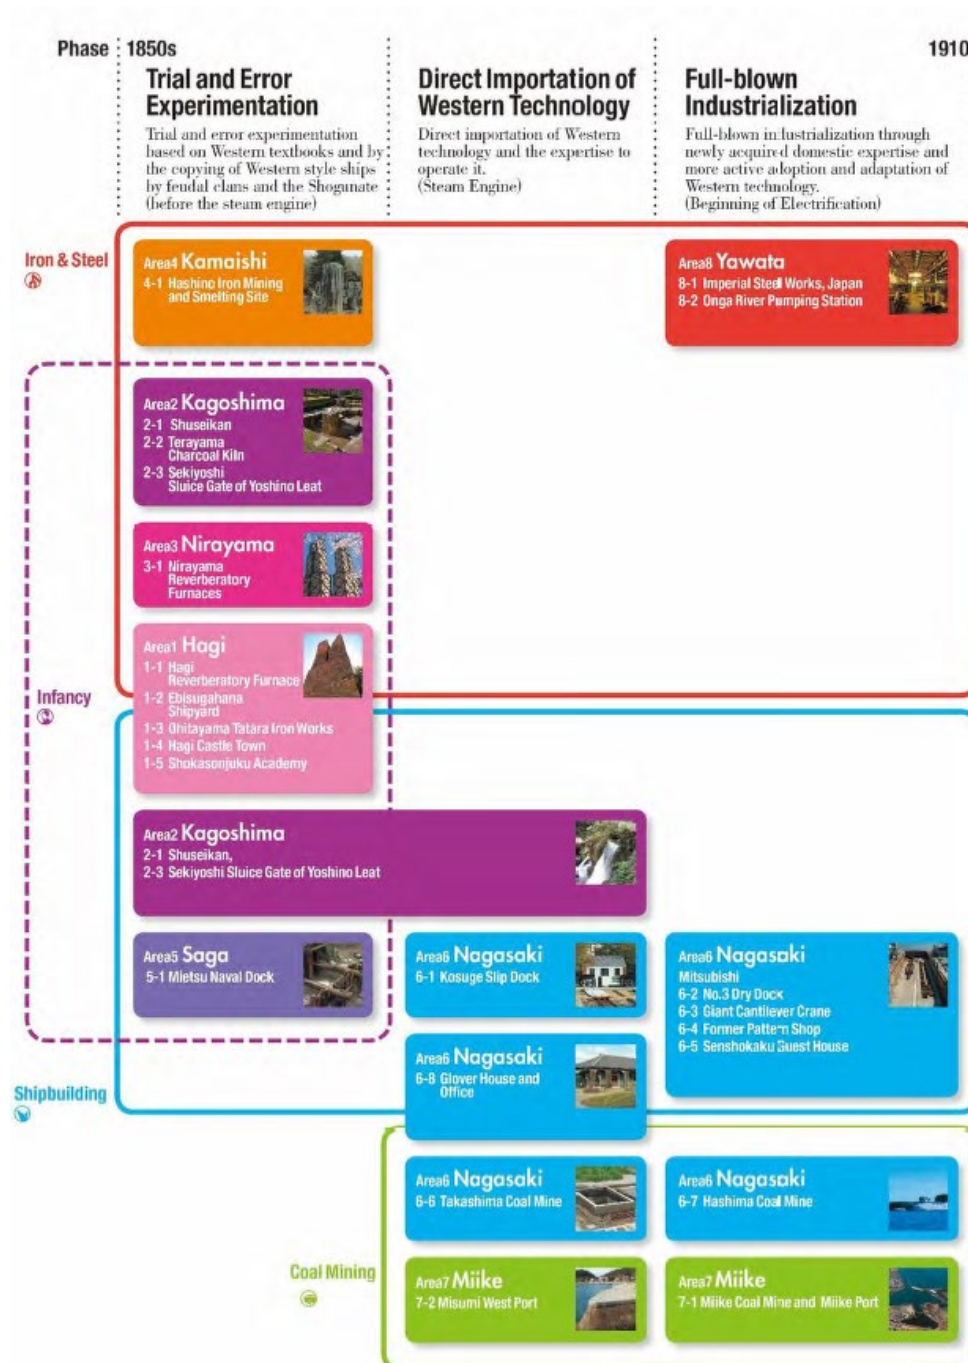 Phase
1850s
1910
Trial and Error
Experimentation
Trial and error experimentation
based on Western textbooks and by
the copying of Western style ships
by feudal clans and the Shogunate
(before the steam engine)
Direct Importation of
Western Technology
Direct importation of Western
technology and the expertise to
operate it.
(Steam Engine)
Full-blown
Industrialization
Full-blown industrialization through
newly acquired domestic expertise and
more active adoption and adaptation of
Western technology.
(Beginning of Electrification)
Iron & Steel
Area4 Kamaishi
4-1 Hashino Iron Mining
and Smelting Site
Area8 Yawata
8-1 Imperial Steel Works, Japan
8-2 Onga River Pumping Station
Area2 Kagoshima
2-1 Shuseikan
2-2 Terayama
Charcoal Kiln
2-3 Sekiyoshi
Sluice Gate of Yoshino Leat
Area3 Nirayama
3-1 Nirayama
Reverberatory
Furnaces
Infancy
Area1 Hagi
1-1 Hagi
Reverberatory Furnace
1-2 Ebisugahana
Shipyard
1-3 Ohitayama Tatara Iron Works
1-4 Hagi Castle Town
1-5 Shokasonjuku Academy
Area2 Kagoshima
2-1 Shuseikan,
2-3 Sekiyoshi Sluice Gate of Yoshino Leat
Area5 Saga
5-1 Mietsu Naval Dock
Area6 Nagasaki
6-1 Kosuge Slip Dock
Area6 Nagasaki
Mitsubishi
6-2 No.3 Dry Dock
6-3 Giant Cantilever Crane
6-4 Former Pattern Shop
6-5 Senshokaku Guest House
Area6 Nagasaki
6-8 Glover House and
Office
Shipbuilding
Area6 Nagasaki
6-6 Takashima Coal Mine
Area6 Nagasaki
6-7 Hashima Coal Mine
Coal Mining
Area7 Miike
7-2 Misumi West Port
Area7 Miike
7-1 Miike Coal Mine and Miike Port